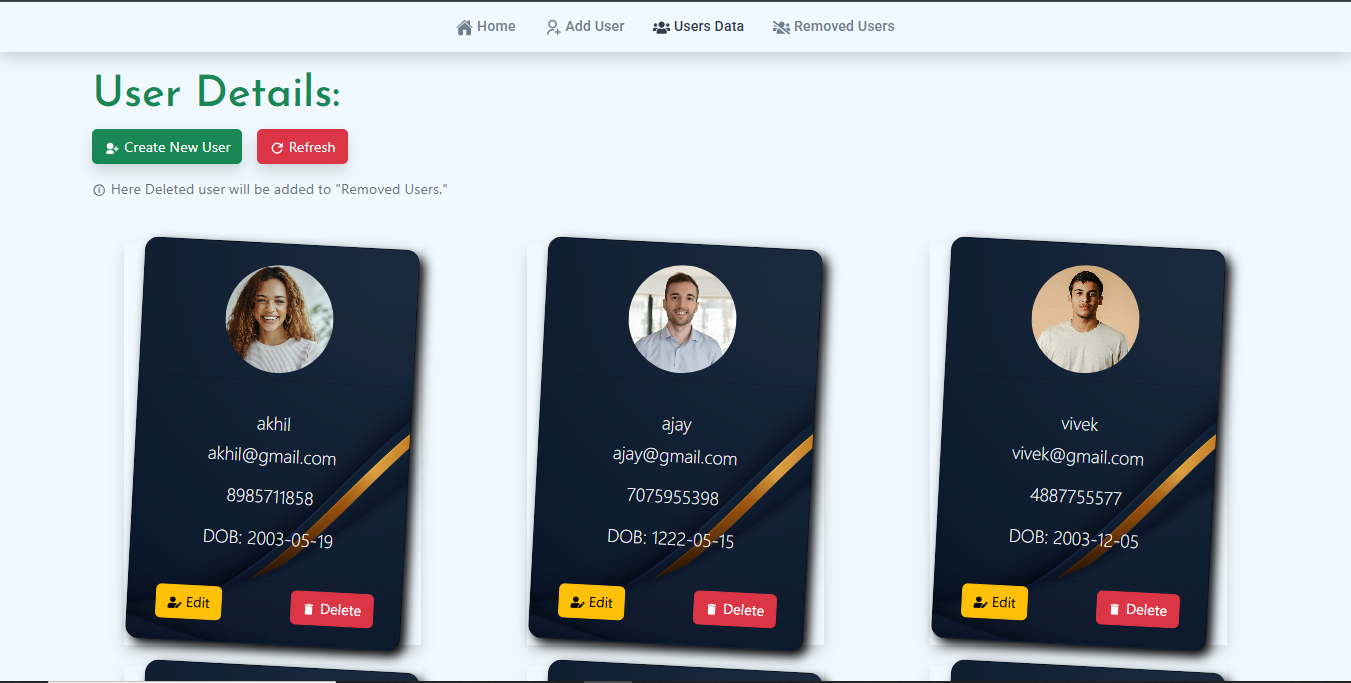 Home Add User Users Data Removed Users
User Details:
Create New User Refresh
Here Deleted user will be added to "Removed Users."
akhil
akhil@gmail.com
8985711858
DOB: 2003-05-19
Edit Delete
ajay
ajay@gmail.com
7075955398
DOB: 1222-05-15
Edit Delete
vivek
vivek@gmail.com
4887755577
DOB: 2003-12-05
Edit Delete